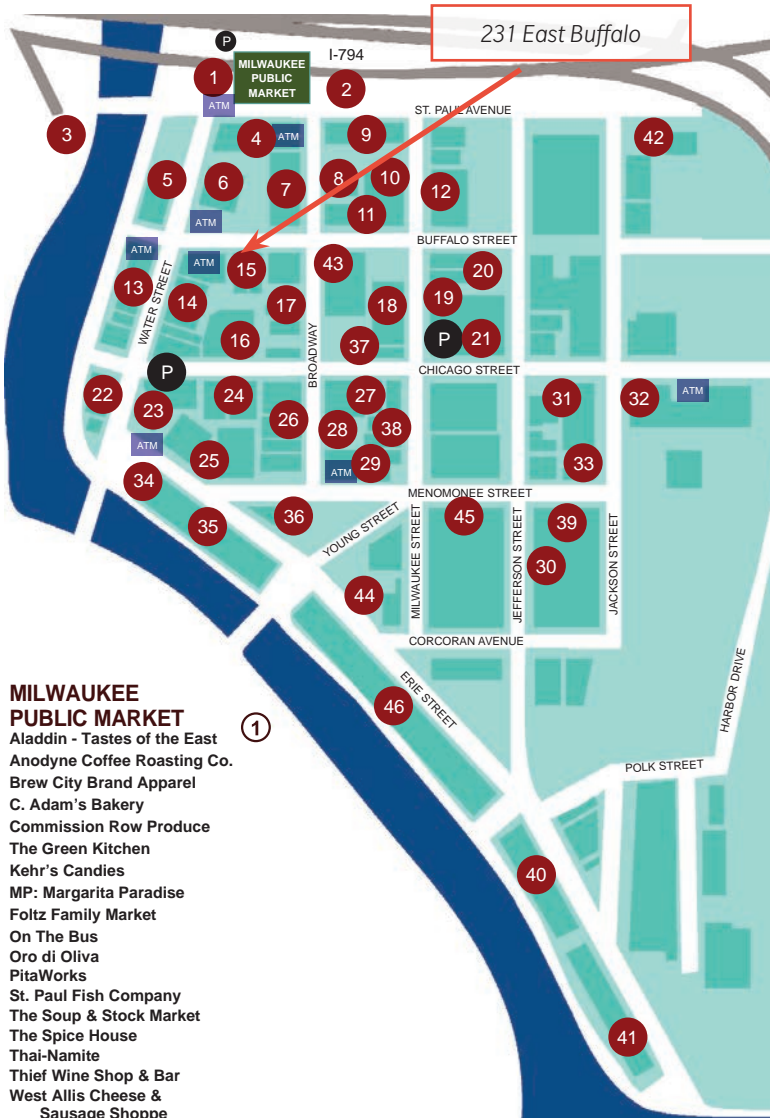 231 East Buffalo
P
I-794
1
MILWAUKEE
PUBLIC
MARKET
2
ATM
ST. PAUL AVENUE
3
4
ATM
9
42
5
6
7
8
10
12
11
ATM
BUFFALO STREET
ATM
ATM
15
43
20
13
WATER STREET
14
17
18
19
16
37
P
21
BROADWAY
P
CHICAGO STREET
22
23
24
27
31
32
ATM
26
28
38
ATM
25
ATM
29
33
34
MENOMONEE STREET
35
36
YOUNG STREET
MILWAUKEE STREET
45
JEFFERSON STREET
39
30
JACKSON STREET
44
CORCORAN AVENUE
ERIE STREET
46
HARBOR DRIVE
POLK STREET
40
41
MILWAUKEE
PUBLIC MARKET
1
Aladdin - Tastes of the East
Anodyne Coffee Roasting Co.
Brew City Brand Apparel
C. Adam's Bakery
Commission Row Produce
The Green Kitchen
Kehr's Candies
MP: Margarita Paradise
Foltz Family Market
On The Bus
Oro di Oliva
PitaWorks
St. Paul Fish Company
The Soup & Stock Market
The Spice House
Thai-Namite
Thief Wine Shop & Bar
West Allis Cheese &
Sausage Shoppe